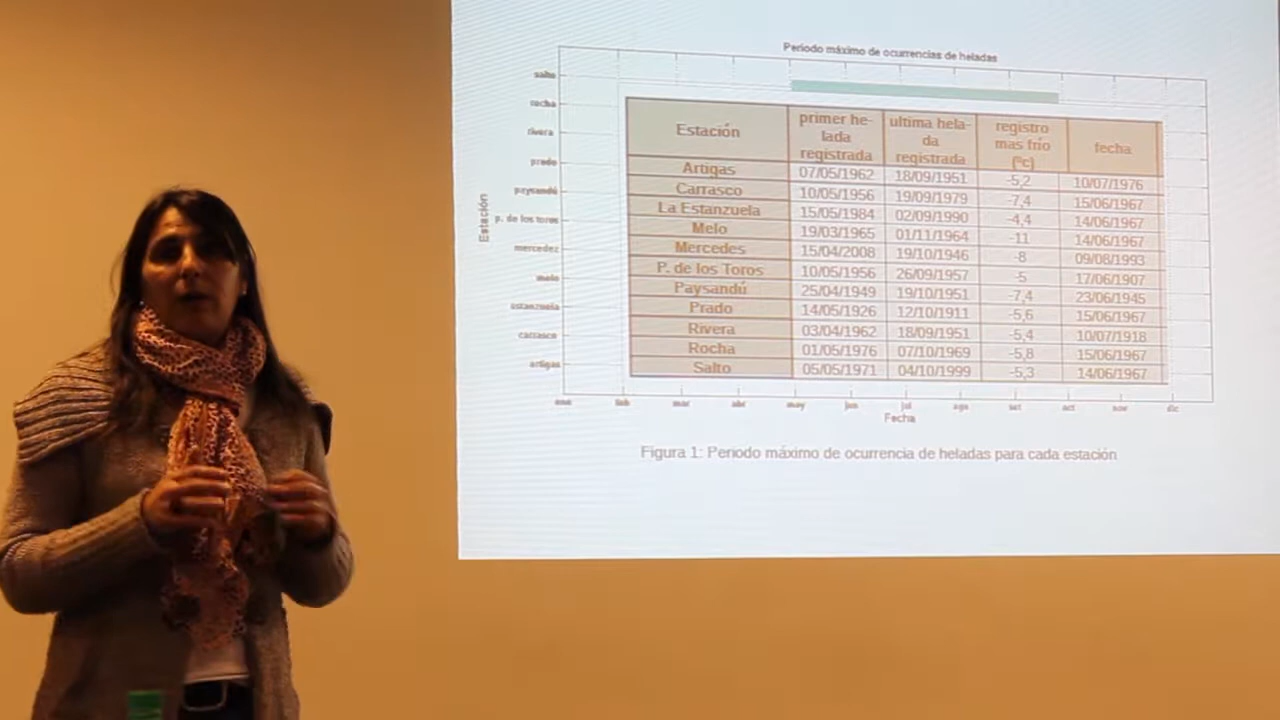 Periodo máximo de ocurrencias de heladas
salto
rocha
rivera
prado
paysandú
p. de los toros
mercedez
melo
estanzuela
carrasco
artigas
Estación
Estación primer he- ultima hela- registro fecha
lada da mas frío
registrada registrada (ºc)
Artigas 07/05/1962 18/09/1951 -5,2 10/07/1976
Carrasco 10/05/1956 19/09/1979 -7,4 15/06/1967
La Estanzuela 15/05/1984 02/09/1990 -4,4 14/06/1967
Melo 19/03/1965 01/11/1964 -11 14/06/1967
Mercedes 15/04/2008 19/10/1946 -8 09/08/1993
P. de los Toros 10/05/1956 26/09/1957 -5 17/06/1907
Paysandú 25/04/1949 19/10/1951 -7,4 23/06/1945
Prado 14/05/1926 12/10/1911 -5,6 15/06/1967
Rivera 03/04/1962 18/09/1951 -5,4 10/07/1918
Rocha 01/05/1976 07/10/1969 -5,8 15/06/1967
Salto 05/05/1971 04/10/1999 -5,3 14/06/1967
ene feb mar abr may jun jul ago set oct nov dic
Fecha
Figura 1: Periodo máximo de ocurrencia de heladas para cada estación